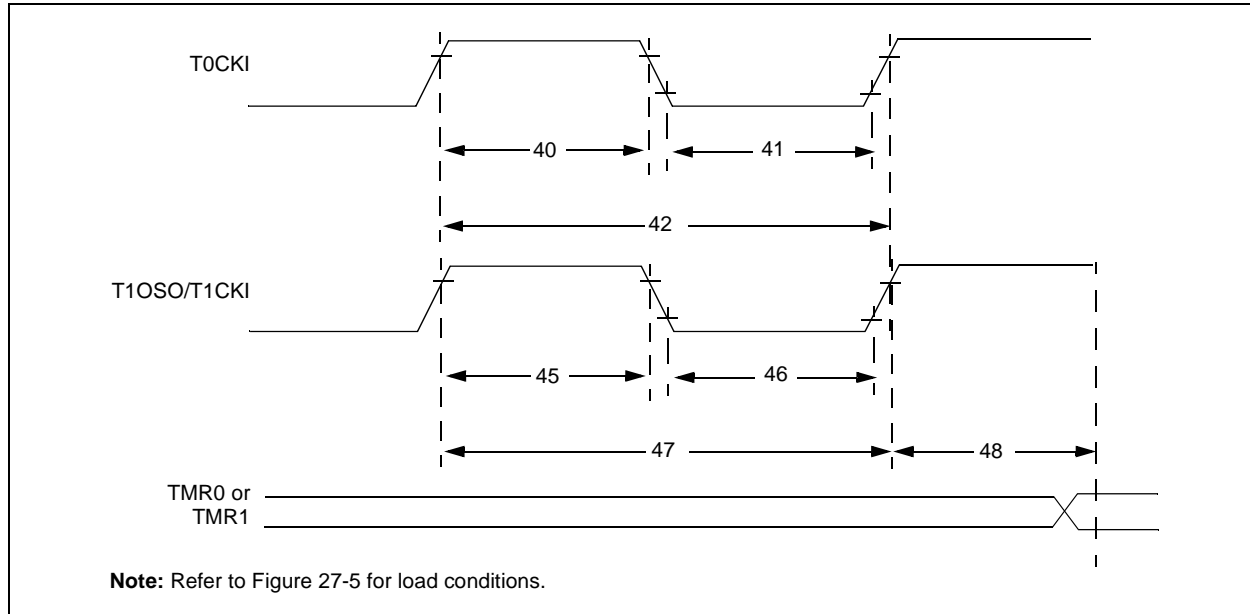 T0CKI
40
41
42
T1OSO/T1CKI
45
46
47
48
TMR0 or
TMR1
Note: Refer to Figure 27-5 for load conditions.